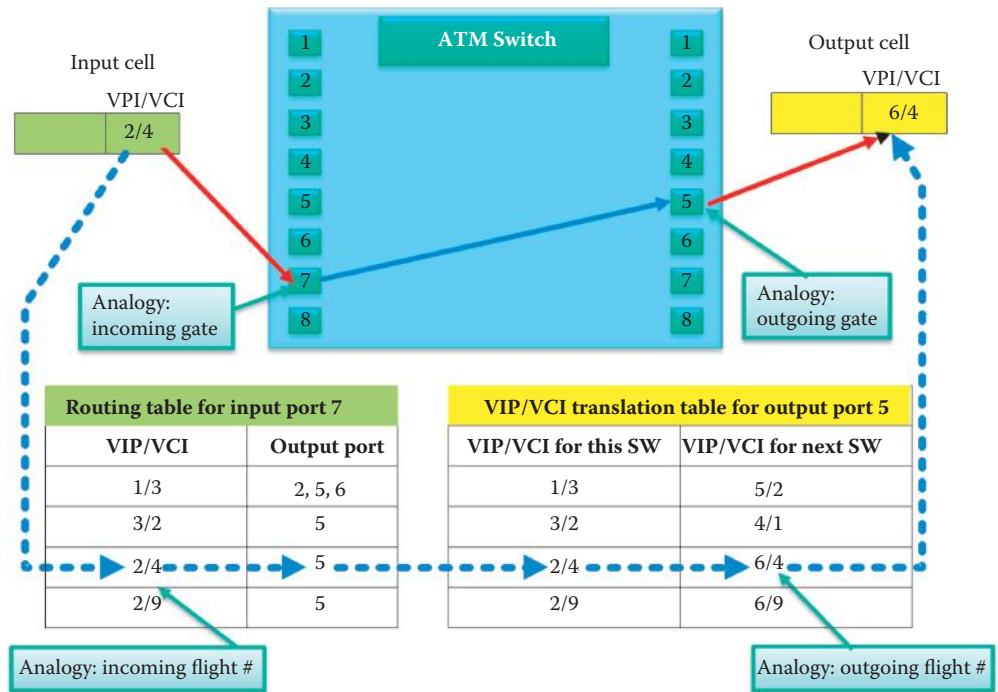 ATM Switch
Input cell
VPI/VCI
2/4
1
2
3
4
5
6
7
8
1
2
3
4
5
6
7
8
Output cell
VPI/VCI
6/4
Analogy:
incoming gate
Analogy:
outgoing gate
Routing table for input port 7
VIP/VCI Output port
1/3 2, 5, 6
3/2 5
2/4 5
2/9 5
VIP/VCI translation table for output port 5
VIP/VCI for this SW VIP/VCI for next SW
1/3 5/2
3/2 4/1
2/4 6/4
2/9 6/9
Analogy: incoming flight #
Analogy: outgoing flight #